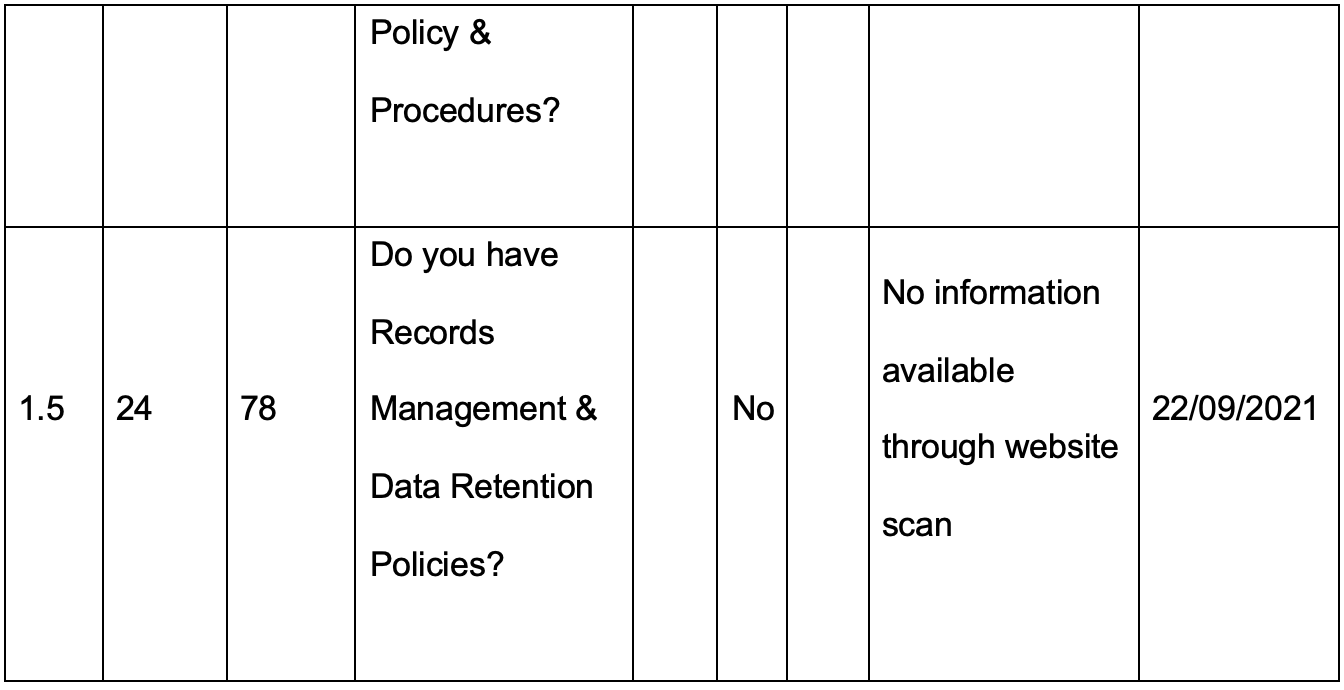 Policy &
Procedures?
1.5
24
78
Do you have
Records
Management &
Data Retention
Policies?
No
No information
available
through website
scan
22/09/2021